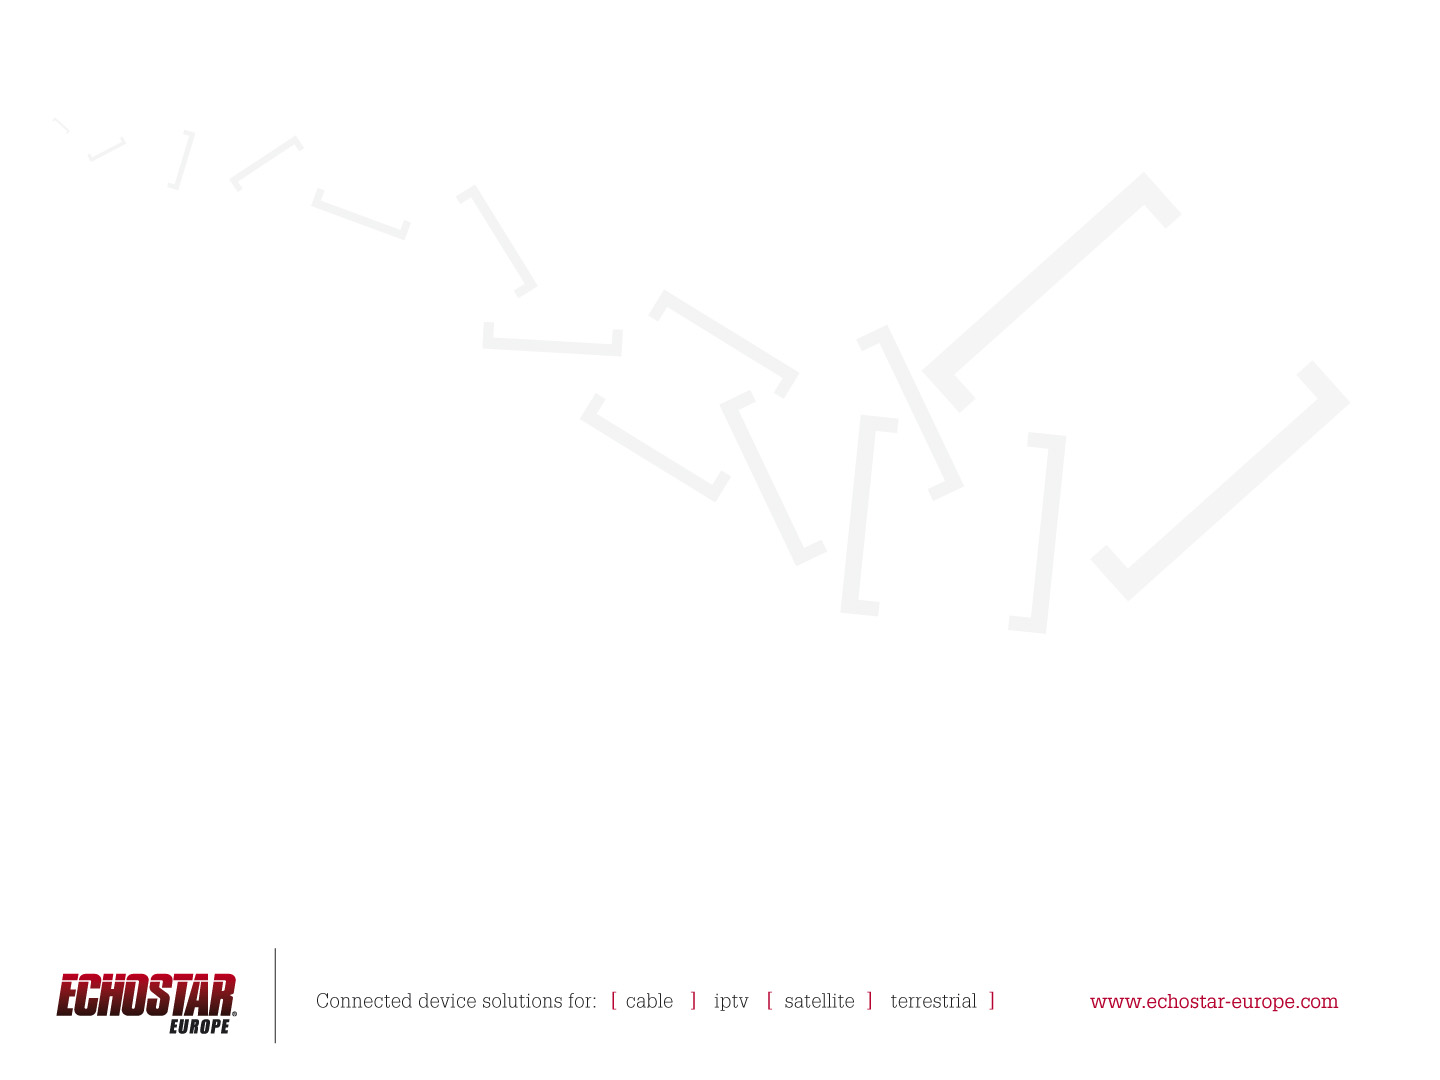 ECHOSTAR®
EUROPE
Connected device solutions for: [ cable ] iptv [ satellite ] terrestrial ]
www.echostar-europe.com